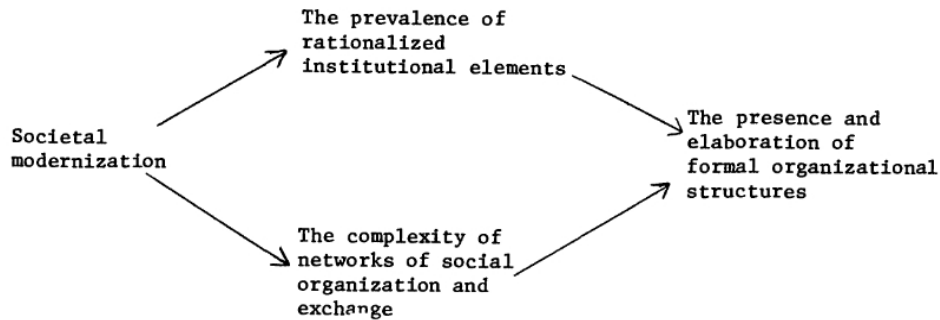 The prevalence of
rationalized
institutional elements
Societal
modernization
The presence and
elaboration of
formal organizational
structures
The complexity of
networks of social
organization and
exchange